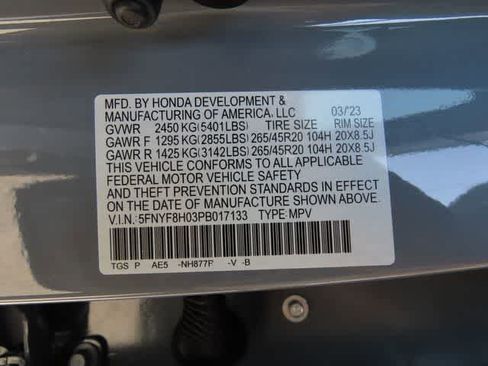 MFD. BY HONDA DEVELOPMENT &
MANUFACTURING OF AMERICA, LLC 03/'23
GVWR 2450 KG(5401LBS) TIRE SIZE RIM SIZE
GAWR F 1295 KG(2855LBS) 265/45R20 104H 20X8.5J
GAWR R 1425 KG(3142LBS) 265/45R20 104H 20X8.5J
THIS VEHICLE CONFORMS TO ALL APPLICABLE
FEDERAL MOTOR VEHICLE SAFETY
AND THEFT PREVENTION STANDARDS IN EFFECT
ON THE DATE OF MANUFACTURE SHOWN ABOVE.
V.I.N.: 5FNYF8H03PB017133 TYPE: MPV
TGS P AE5 -NH877P -V -B